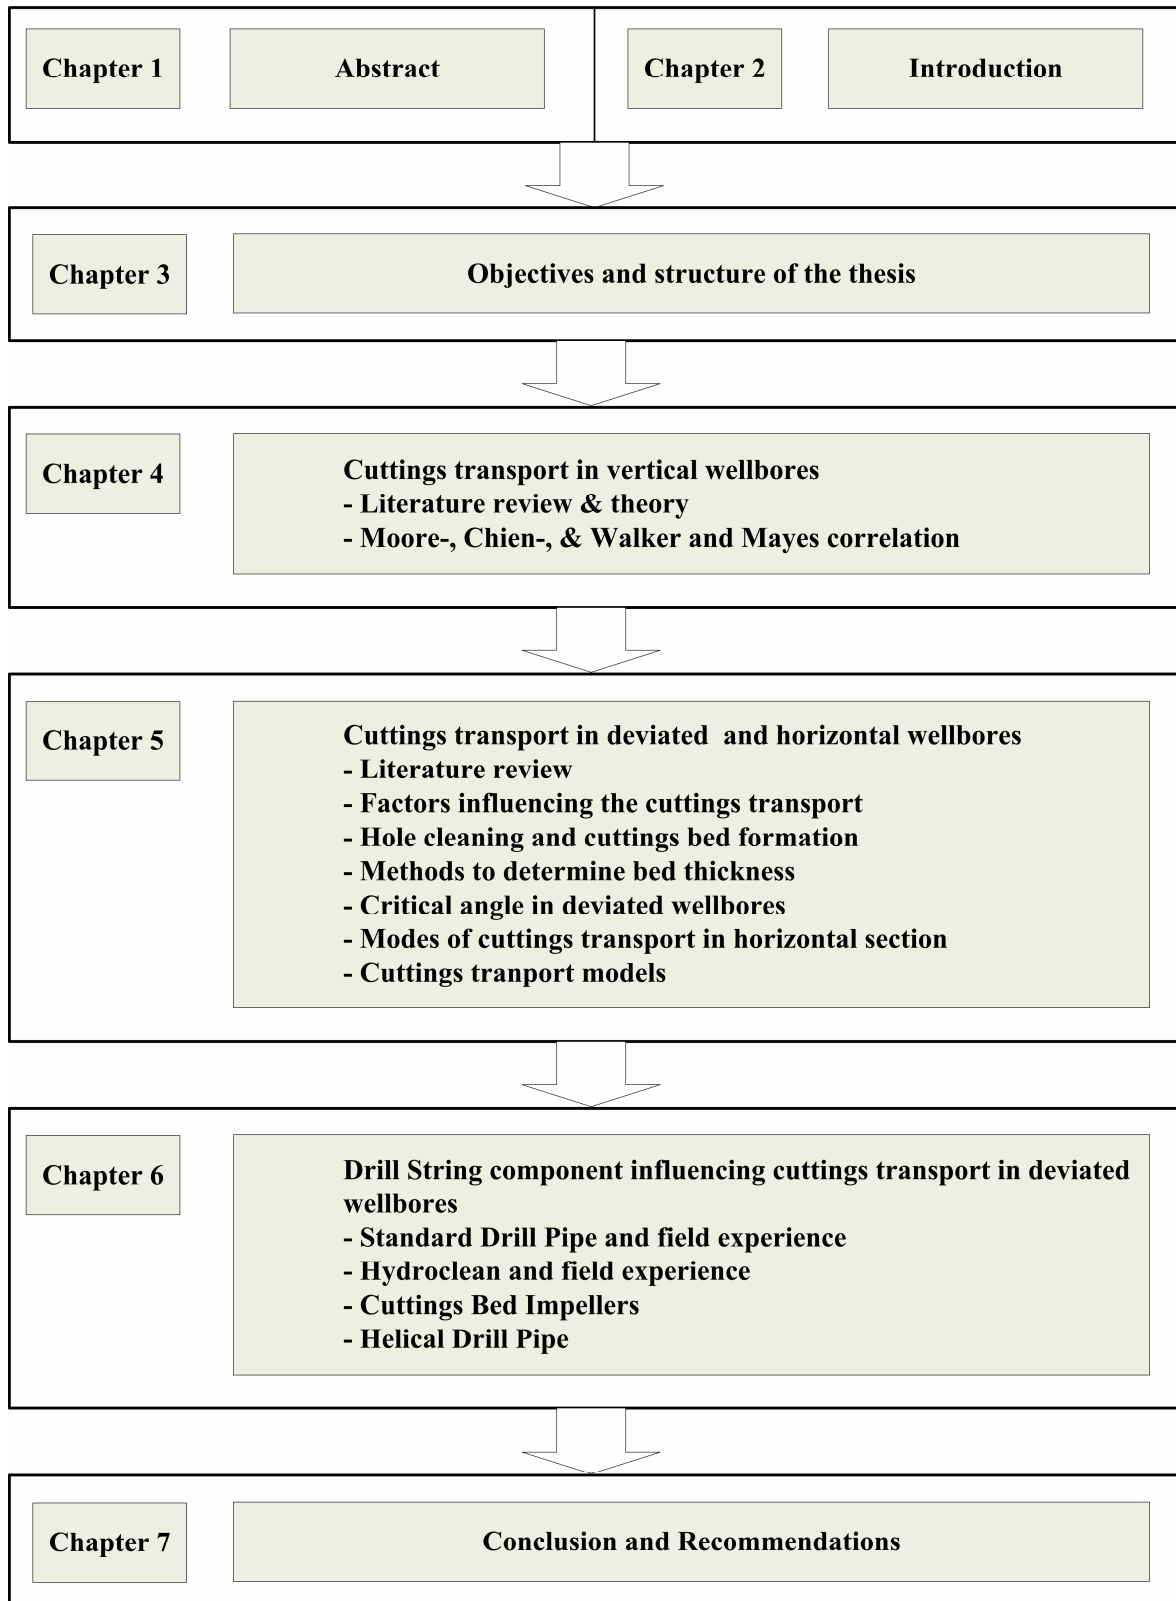 Chapter 1
Abstract
Chapter 2
Introduction
Chapter 3
Objectives and structure of the thesis
Chapter 4
Cuttings transport in vertical wellbores
- Literature review & theory
- Moore-, Chien-, & Walker and Mayes correlation
Chapter 5
Cuttings transport in deviated  and horizontal wellbores
- Literature review
- Factors influencing the cuttings transport
- Hole cleaning and cuttings bed formation
- Methods to determine bed thickness
- Critical angle in deviated wellbores
- Modes of cuttings transport in horizontal section
- Cuttings tranport models
Chapter 6
Drill String component influencing cuttings transport in deviated
wellbores
- Standard Drill Pipe and field experience
- Hydroclean and field experience
- Cuttings Bed Impellers
- Helical Drill Pipe
Chapter 7
Conclusion and Recommendations